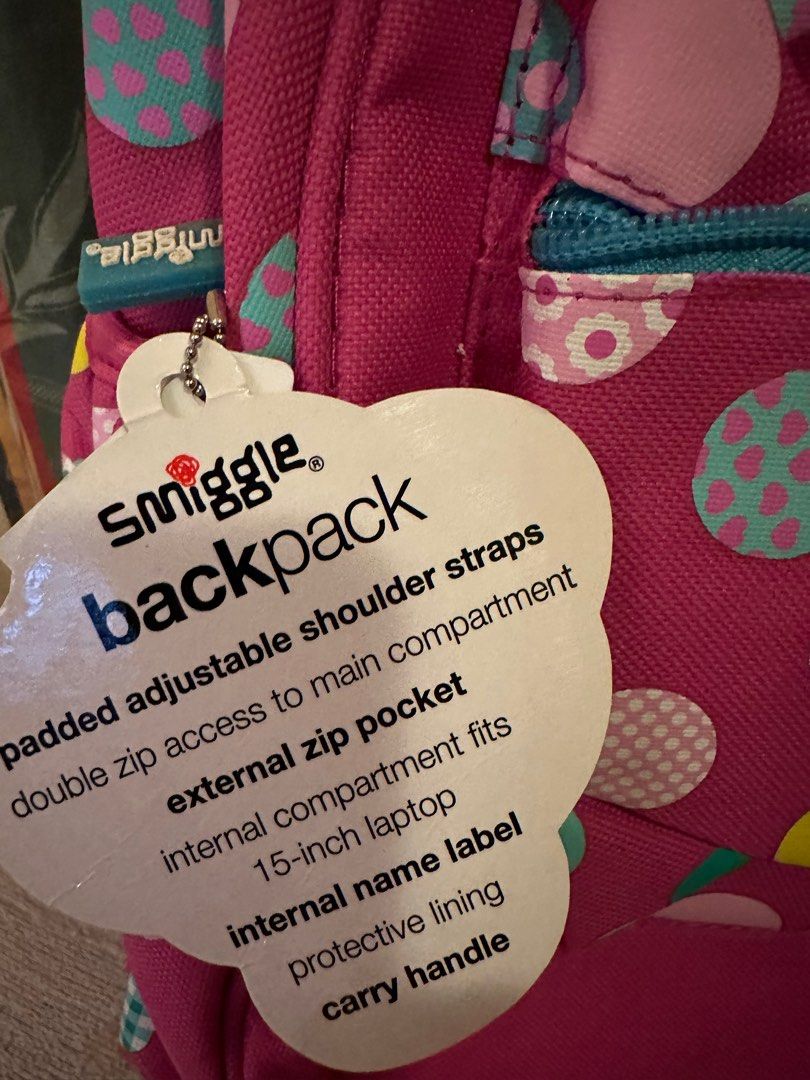 smiggle
smiggle®
backpack
padded adjustable shoulder straps
double zip access to main compartment
external zip pocket
internal compartment fits
15-inch laptop
internal name label
protective lining
carry handle